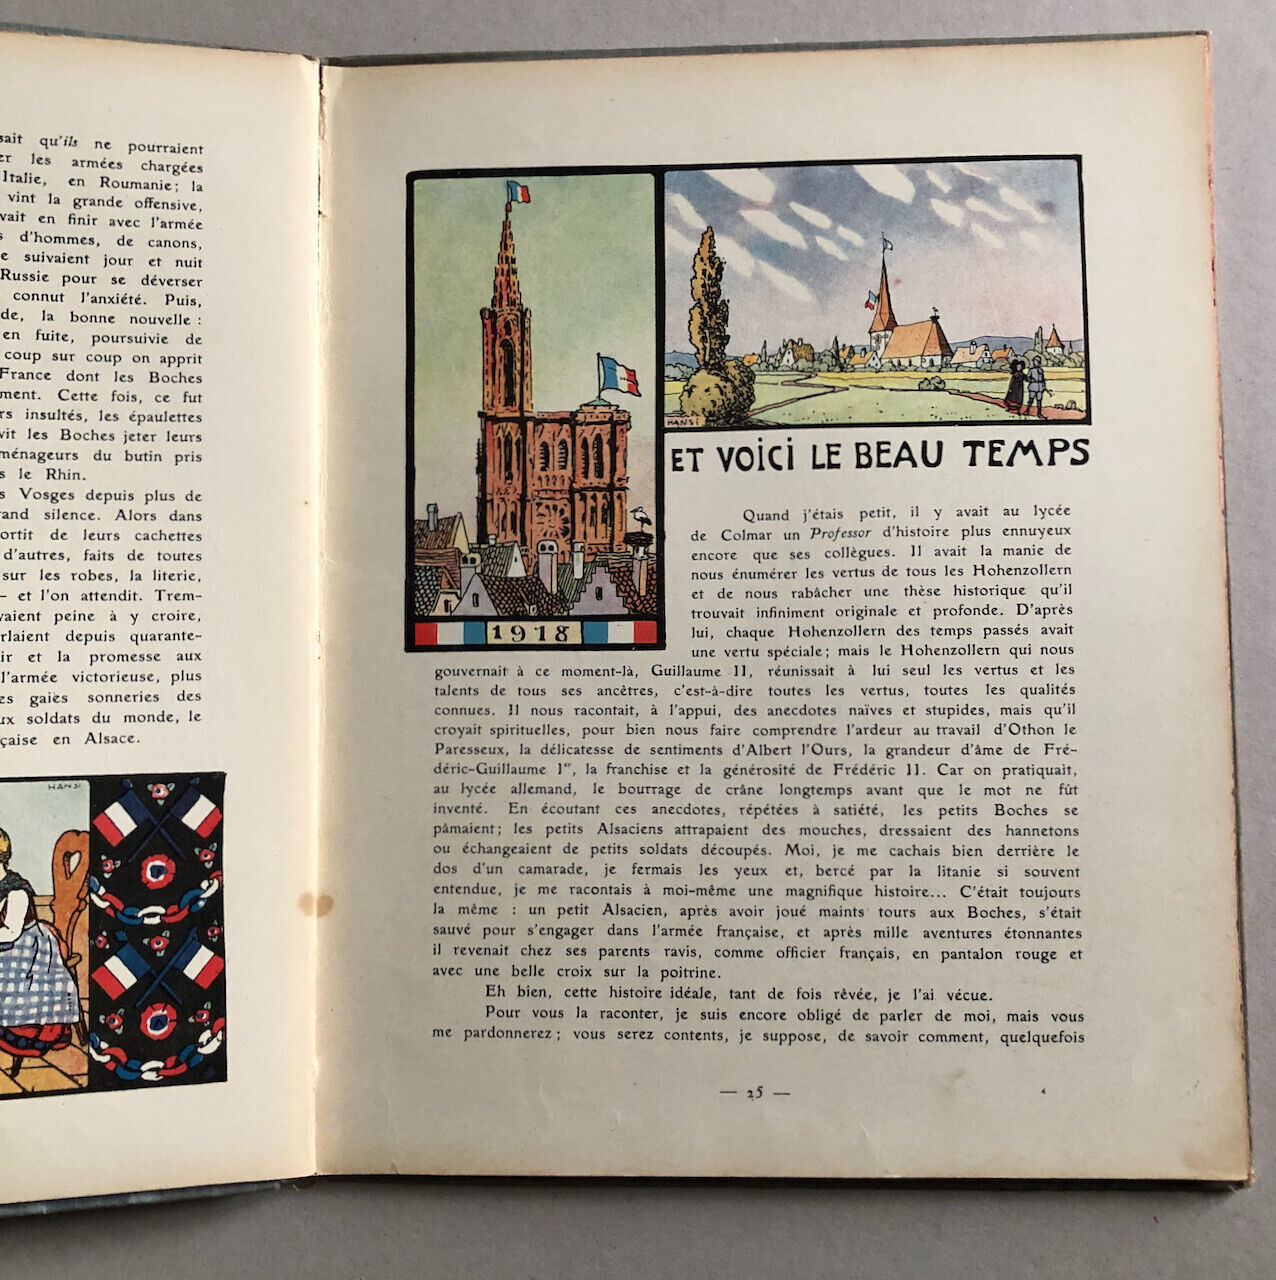 sait qu'ils ne pourraient
les armées chargées
Italie, en Roumanie; la
vint la grande offensive,
vait en finir avec l'armée
s d'hommes, de canons,
e suivaient jour et nuit
Russie pour se déverser
connut l'anxiété. Puis,
de, la bonne nouvelle :
en fuite, poursuivie de
coup sur coup on apprit
France dont les Boches
ment. Cette fois, ce fut
rs insultés, les épaulettes
vit les Boches jeter leurs
ménageurs du butin pris
s le Rhin.
s Vosges depuis plus de
rand silence. Alors dans
ortit de leurs cachettes
d'autres, faits de toutes
sur les robes, la literie,
— et l'on attendit. Trem-
vaient peine à y croire,
rlaient depuis quarante-
ir et la promesse aux
l'armée victorieuse, plus
es gaies sonneries des
ux soldats du monde, le
çaise en Alsace.
HANSI
HANSI
1918
ET VOICI LE BEAU TEMPS
Quand j'étais petit, il y avait au lycée
de Colmar un Professor d'histoire plus ennuyeux
encore que ses collègues. Il avait la manie de
nous énumérer les vertus de tous les Hohenzollern
et de nous rabâcher une thèse historique qu'il
trouvait infiniment originale et profonde. D'après
lui, chaque Hohenzollern des temps passés avait
une vertu spéciale; mais le Hohenzollern qui nous
gouvernait à ce moment-là, Guillaume II, réunissait à lui seul les vertus et les
talents de tous ses ancêtres, c'est-à-dire toutes les vertus, toutes les qualités
connues. Il nous racontait, à l'appui, des anecdotes naïves et stupides, mais qu'il
croyait spirituelles, pour bien nous faire comprendre l'ardeur au travail d'Othon le
Paresseux, la délicatesse de sentiments d'Albert l'Ours, la grandeur d'âme de Fré-
déric-Guillaume 1er, la franchise et la générosité de Frédéric II. Car on pratiquait,
au lycée allemand, le bourrage de crâne longtemps avant que le mot ne fût
inventé. En écoutant ces anecdotes, répétées à satiété, les petits Boches se
pâmaient; les petits Alsaciens attrapaient des mouches, dressaient des hannetons
ou échangeaient de petits soldats découpés. Moi, je me cachais bien derrière le
dos d'un camarade, je fermais les yeux et, bercé par la litanie si souvent
entendue, je me racontais à moi-même une magnifique histoire... C'était toujours
la même : un petit Alsacien, après avoir joué maints tours aux Boches, s'était
sauvé pour s'engager dans l'armée française, et après mille aventures étonnantes
il revenait chez ses parents ravis, comme officier français, en pantalon rouge et
avec une belle croix sur la poitrine.
Eh bien, cette histoire idéale, tant de fois rêvée, je l'ai vécue.
Pour vous la raconter, je suis encore obligé de parler de moi, mais vous
me pardonnerez; vous serez contents, je suppose, de savoir comment, quelquefois
— 25 —